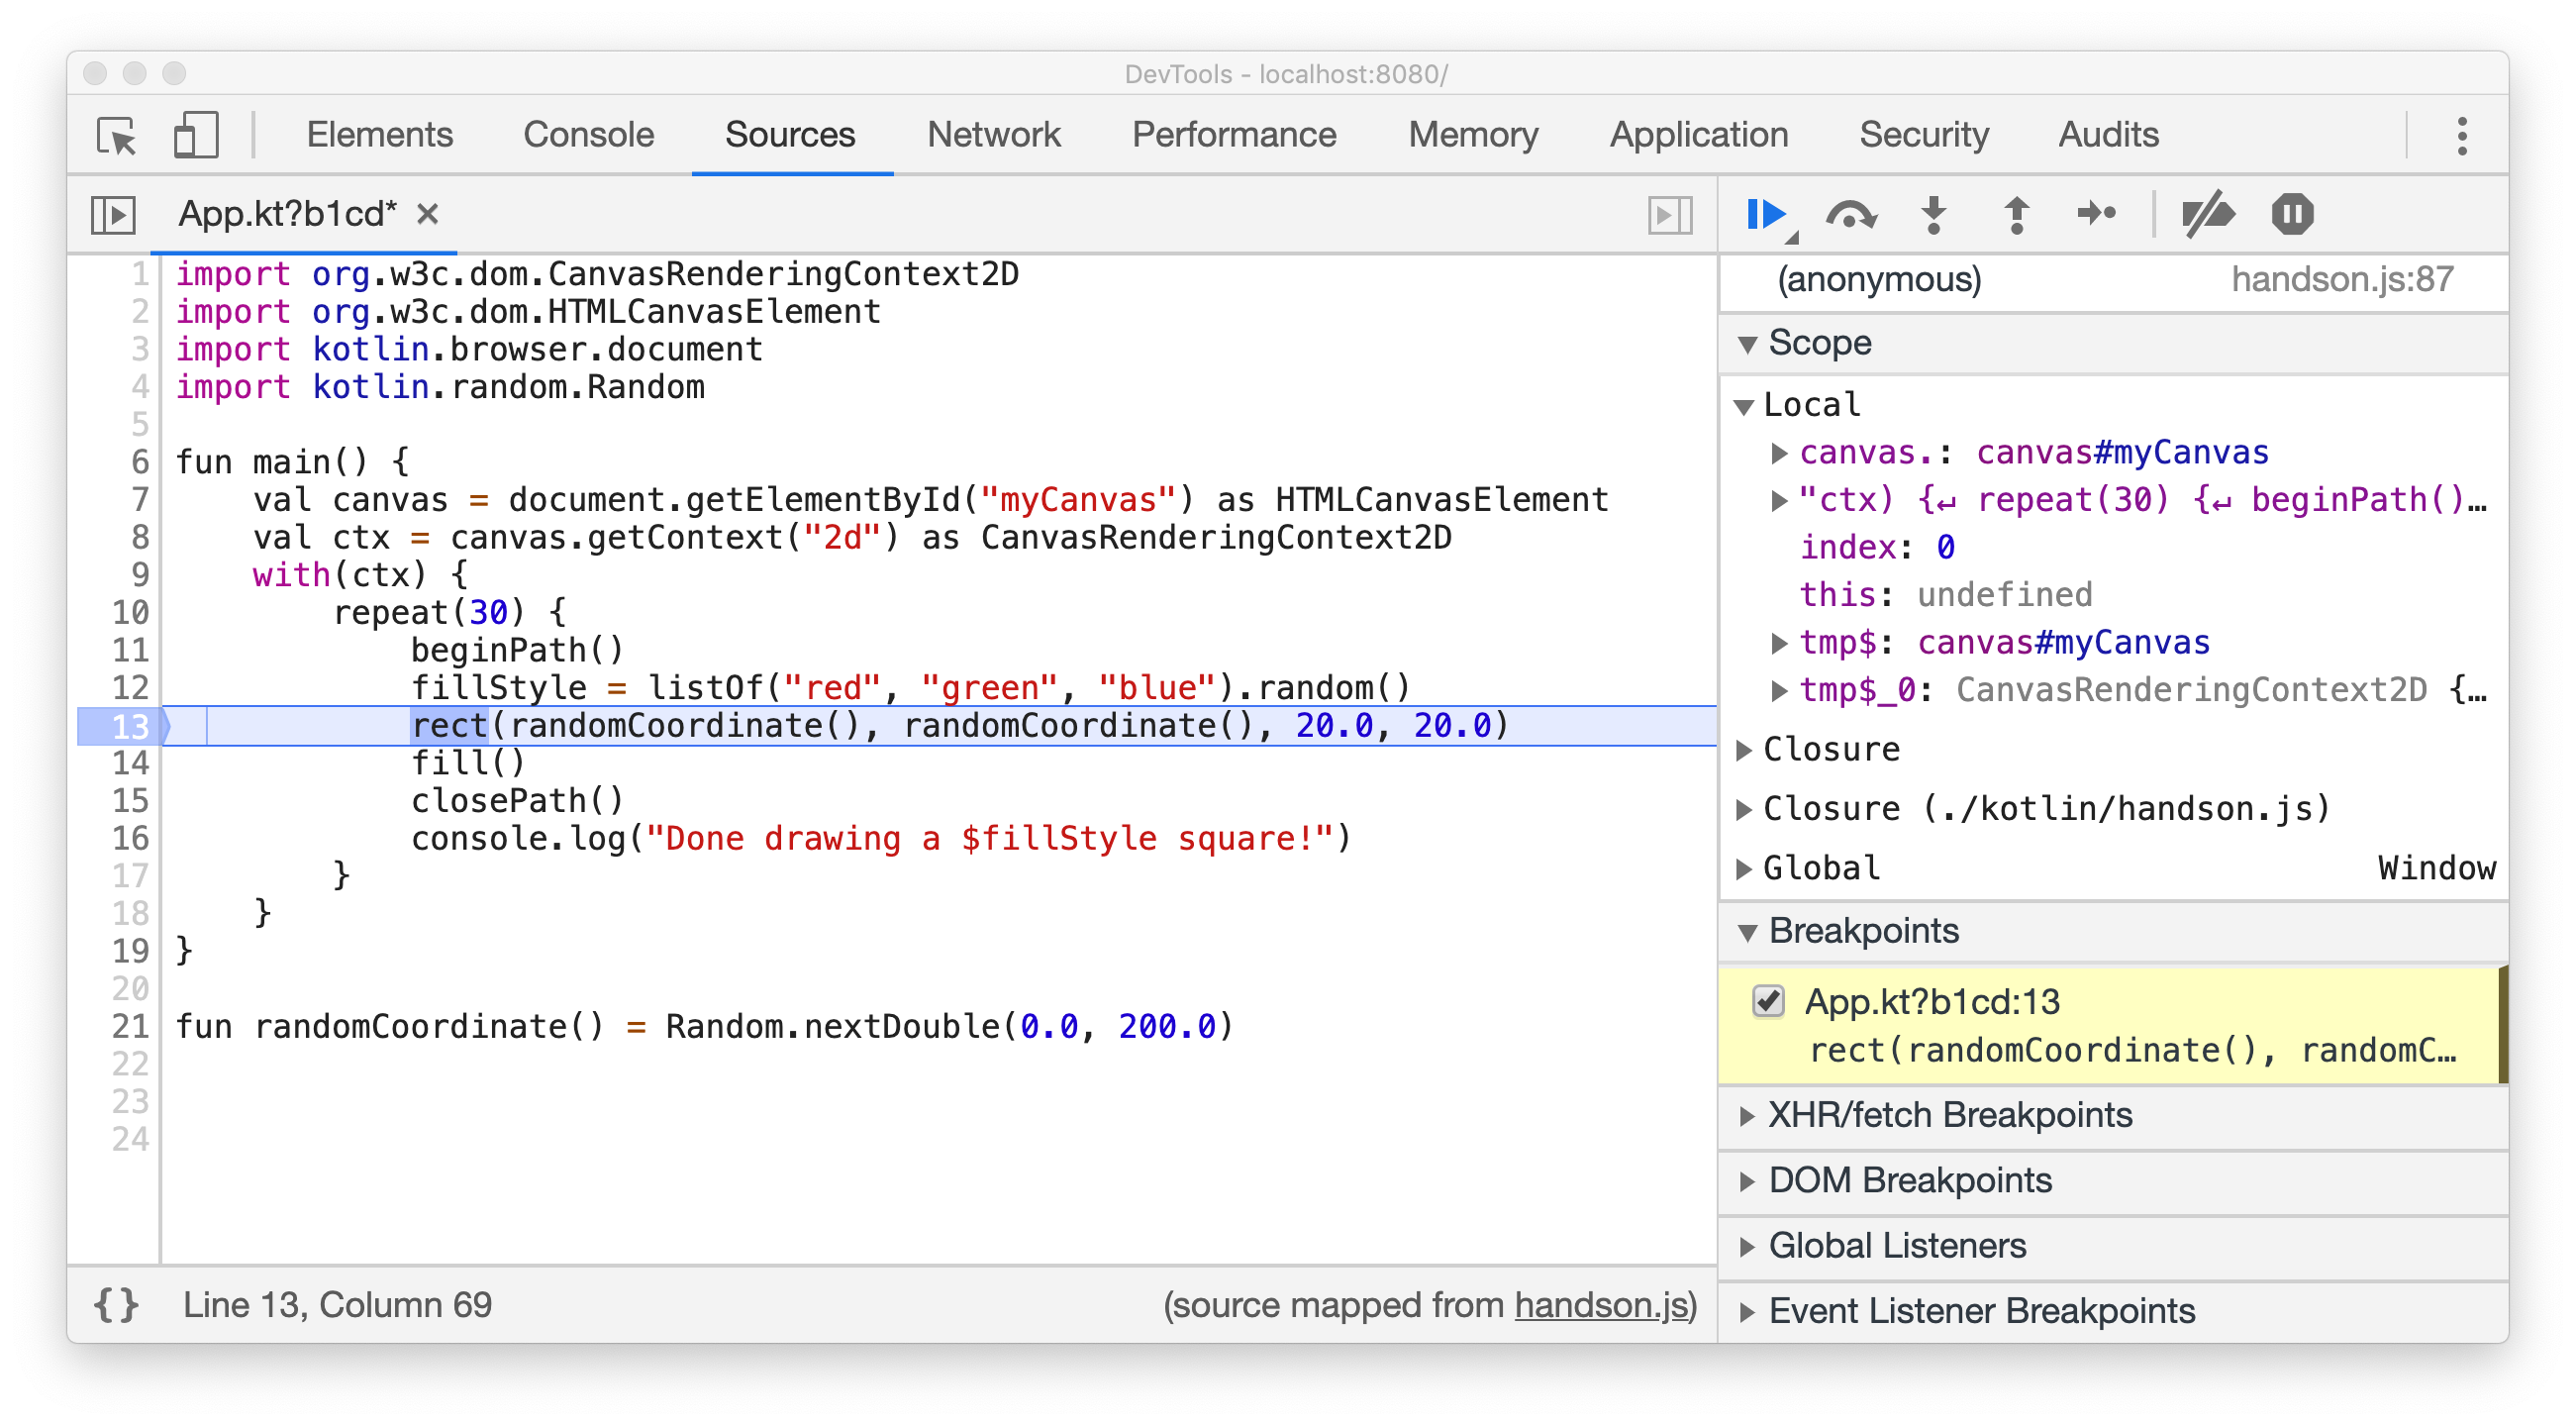 DevTools - localhost:8080/
Elements Console Sources Network Performance Memory Application Security Audits
App.kt?b1cd* ×
1 import org.w3c.dom.CanvasRenderingContext2D
2 import org.w3c.dom.HTMLCanvasElement
3 import kotlin.browser.document
4 import kotlin.random.Random
5
6 fun main() {
7     val canvas = document.getElementById("myCanvas") as HTMLCanvasElement
8     val ctx = canvas.getContext("2d") as CanvasRenderingContext2D
9     with(ctx) {
10         repeat(30) {
11             beginPath()
12             fillStyle = listOf("red", "green", "blue").random()
13             rect(randomCoordinate(), randomCoordinate(), 20.0, 20.0)
14             fill()
15             closePath()
16             console.log("Done drawing a $fillStyle square!")
17         }
18     }
19 }
20
21 fun randomCoordinate() = Random.nextDouble(0.0, 200.0)
22
23
24
{} Line 13, Column 69 (source mapped from handson.js)
(anonymous) handson.js:87
Scope
Local
canvas.: canvas#myCanvas
"ctx) {↵ repeat(30) {↵ beginPath()…
index: 0
this: undefined
tmp$: canvas#myCanvas
tmp$_0: CanvasRenderingContext2D {…
Closure
Closure (./kotlin/handson.js)
Global Window
Breakpoints
App.kt?b1cd:13
rect(randomCoordinate(), randomC…
XHR/fetch Breakpoints
DOM Breakpoints
Global Listeners
Event Listener Breakpoints